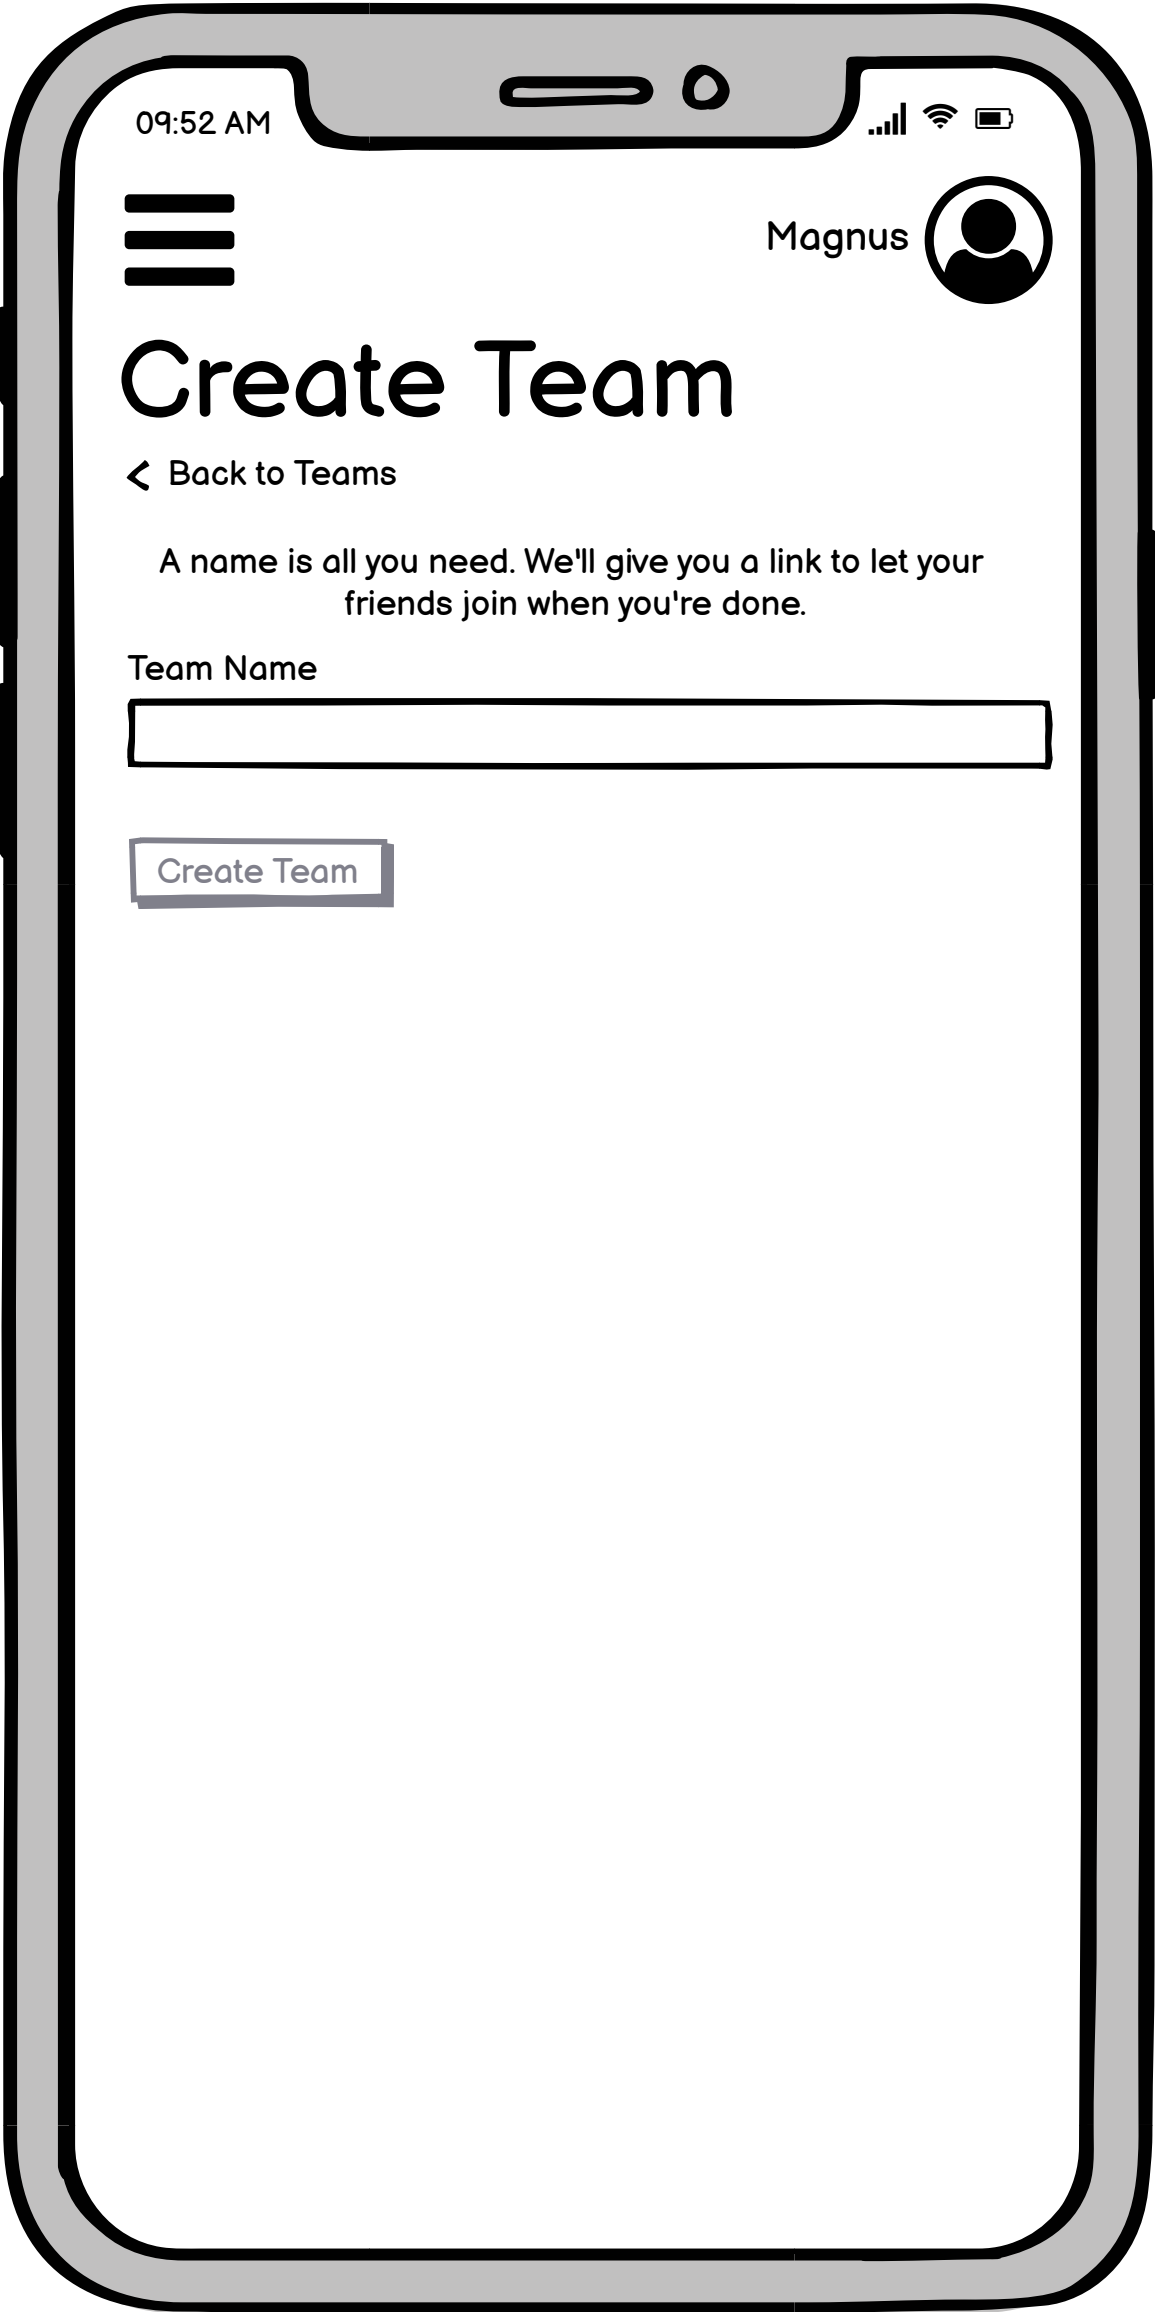 09:52 AM
Magnus
Create Team
Back to Teams
A name is all you need. We'll give you a link to let your
friends join when you're done.
Team Name
Create Team